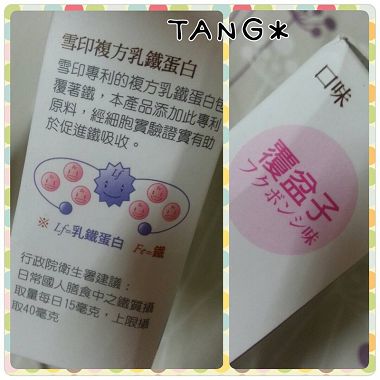 TANG*
雪印複方乳鐵蛋白
雪印專利的複方乳鐵蛋白包
覆著鐵，本產品添加此專利
原料，經細胞實驗證實有助
於促進鐵吸收。
Lf
※ Lf=乳鐵蛋白 Fe=鐵
行政院衛生署建議：
日常國人膳食中之鐵質攝
取量每日15毫克，上限攝
取40毫克
口味
覆盆子
フクボンシ味